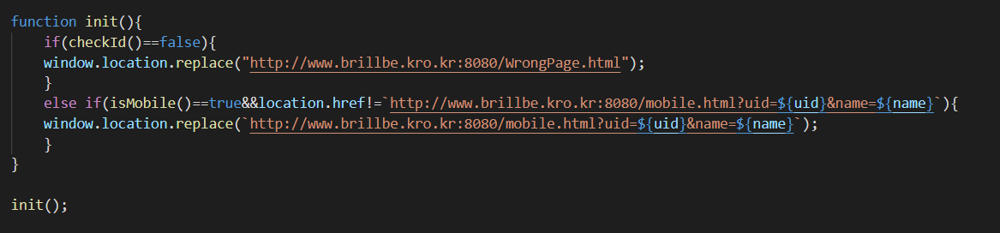 function init(){
    if(checkId()==false){
    window.location.replace("http://www.brillbe.kro.kr:8080/WrongPage.html");
    }
    else if(isMobile()==true&&location.href!=`http://www.brillbe.kro.kr:8080/mobile.html?uid=${uid}&name=${name}`){
    window.location.replace(`http://www.brillbe.kro.kr:8080/mobile.html?uid=${uid}&name=${name}`);
    }
}
init();